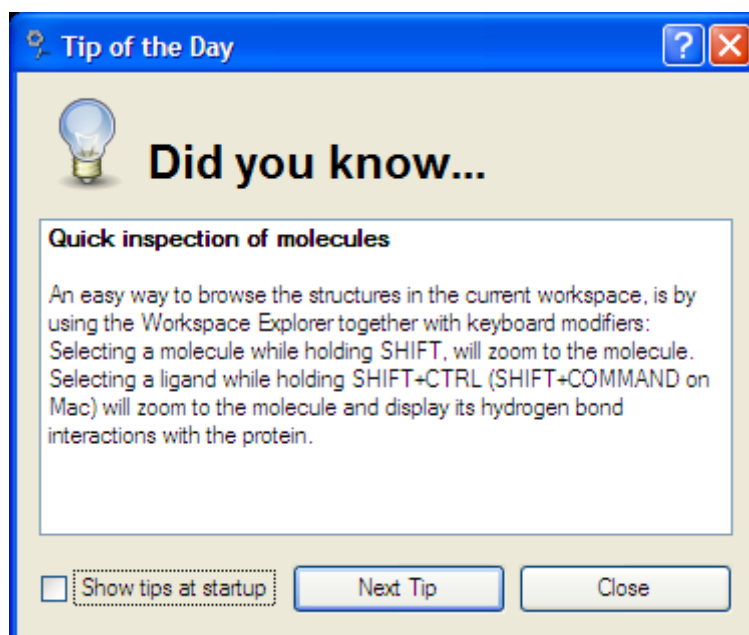 Tip of the Day
Did you know...
Quick inspection of molecules
An easy way to browse the structures in the current workspace, is by
using the Workspace Explorer together with keyboard modifiers:
Selecting a molecule while holding SHIFT, will zoom to the molecule.
Selecting a ligand while holding SHIFT+CTRL (SHIFT+COMMAND on
Mac) will zoom to the molecule and display its hydrogen bond
interactions with the protein.
Show tips at startup
Next Tip
Close